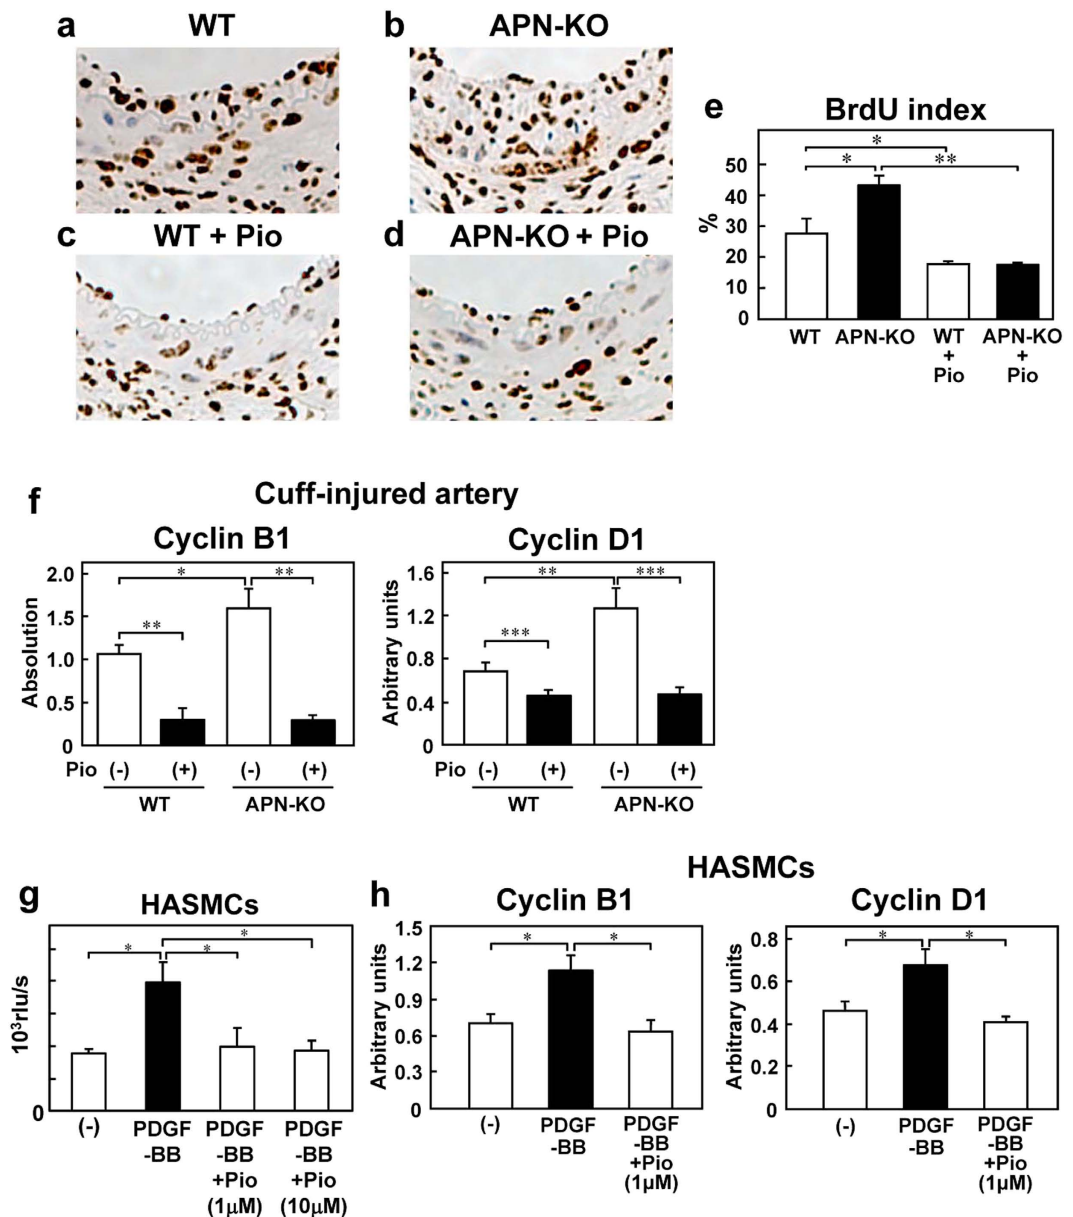 a WT
b APN-KO
c WT + Pio
d APN-KO + Pio
e BrdU index
%
50
40
30
20
10
0
* * **
WT APN-KO WT + Pio APN-KO + Pio
f Cuff-injured artery
Cyclin B1
Absolution
2.0
1.5
1.0
0.5
0
* ** **
Pio (-) (+) (-) (+)
WT APN-KO
Cyclin D1
Arbitrary units
1.6
1.2
0.8
0.4
0
** *** ***
Pio (-) (+) (-) (+)
WT APN-KO
g HASMCs
10³rlu/s
0
* * *
(-) PDGF PDGF PDGF
-BB -BB -BB
+Pio +Pio
(1μM) (10μM)
h HASMCs
Cyclin B1
Arbitrary units
1.5
1.2
0.9
0.6
0.3
0
* *
(-) PDGF PDGF
-BB -BB
+Pio
(1μM)
Cyclin D1
Arbitrary units
0.8
0.6
0.4
0.2
0
* *
(-) PDGF PDGF
-BB -BB
+Pio
(1μM)